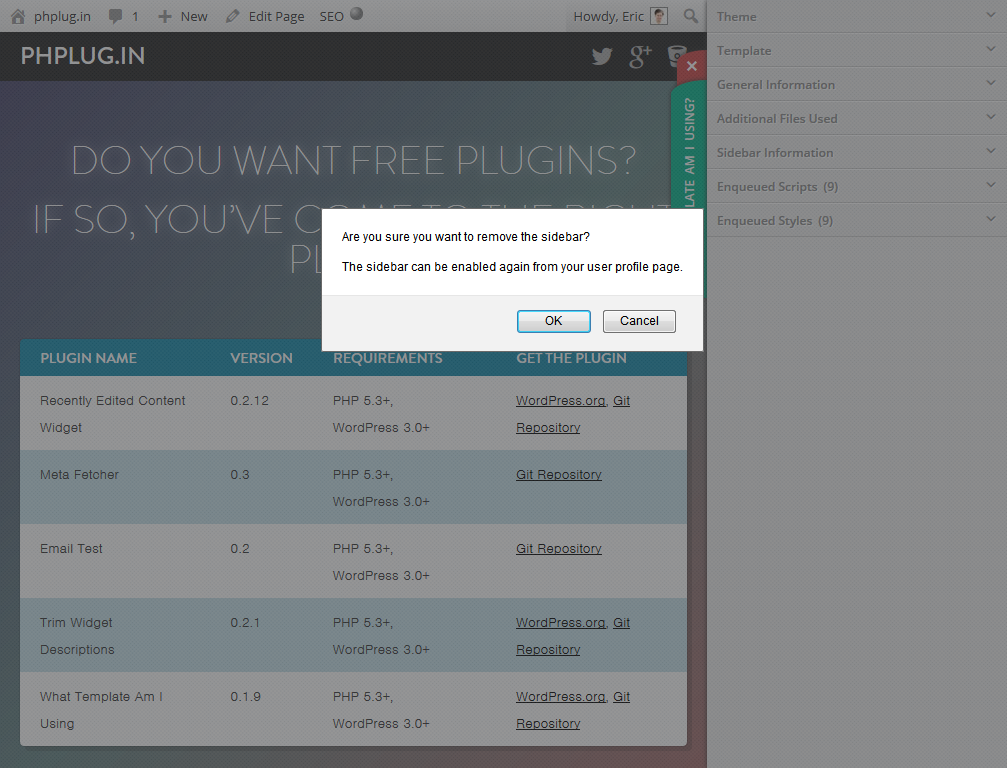 phplug.in 1 New Edit Page SEO Howdy, Eric
PHPLUG.IN
DO YOU WANT FREE PLUGINS?
IF SO, YOU'VE COME TO THE RIGHT
LATE AM I USING?
Theme
Template
General Information
Additional Files Used
Sidebar Information
Enqueued Scripts (9)
Enqueued Styles (9)
Are you sure you want to remove the sidebar?
The sidebar can be enabled again from your user profile page.
OK Cancel
PLUGIN NAME VERSION REQUIREMENTS GET THE PLUGIN
Recently Edited Content 0.2.12 PHP 5.3+, WordPress.org, Git
Widget WordPress 3.0+ Repository
Meta Fetcher 0.3 PHP 5.3+, Git Repository
WordPress 3.0+
Email Test 0.2 PHP 5.3+, Git Repository
WordPress 3.0+
Trim Widget 0.2.1 PHP 5.3+, WordPress.org, Git
Descriptions WordPress 3.0+ Repository
What Template Am I 0.1.9 PHP 5.3+, WordPress.org, Git
Using WordPress 3.0+ Repository